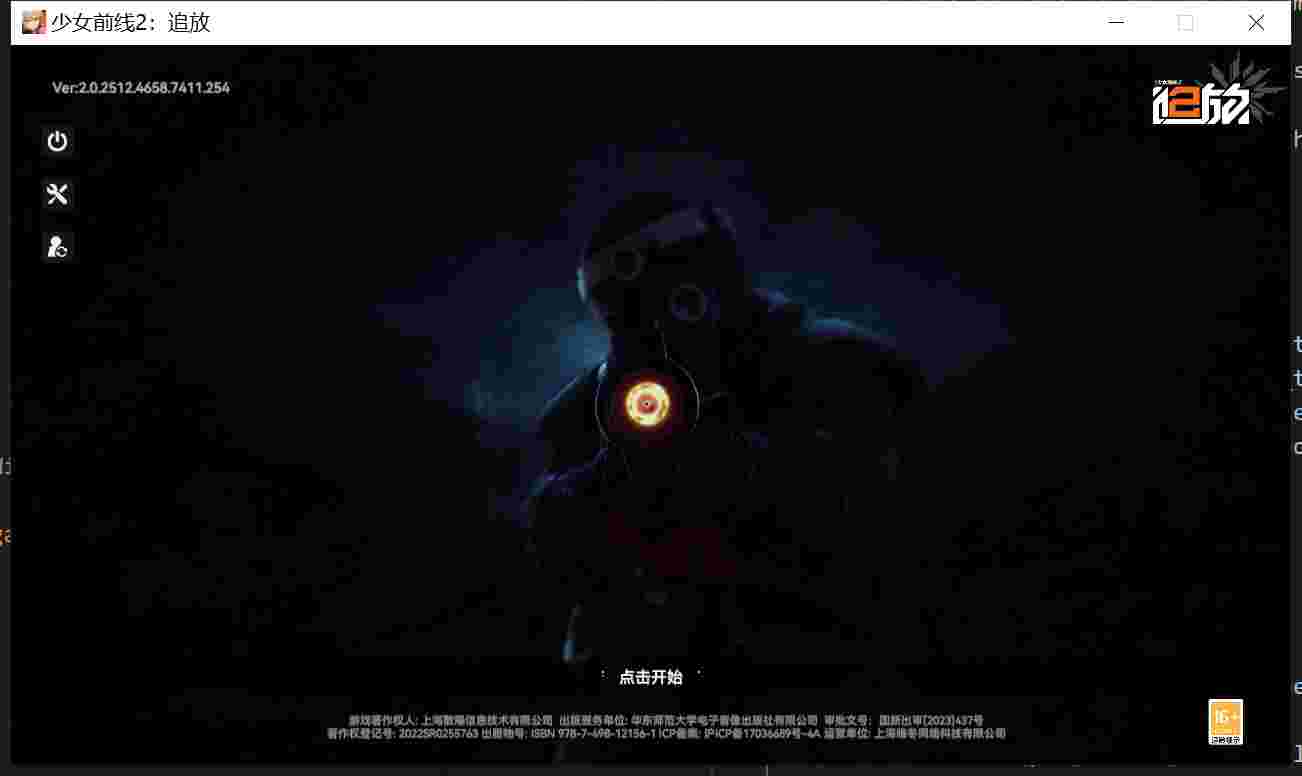 少女前线2：追放
Ver:2.0.2512.4658.7411.254
点击开始
游戏著作权人: 上海散爆信息技术有限公司 出版服务单位: 华东师范大学电子音像出版社有限公司 审批文号: 国新出审[2023]437号
著作权登记号: 2022SR0255763 出版物号: ISBN 978-7-498-12156-1 ICP备案: 沪ICP备17036689号-4A 运营单位: 上海暗冬网络科技有限公司
16+
适龄提示